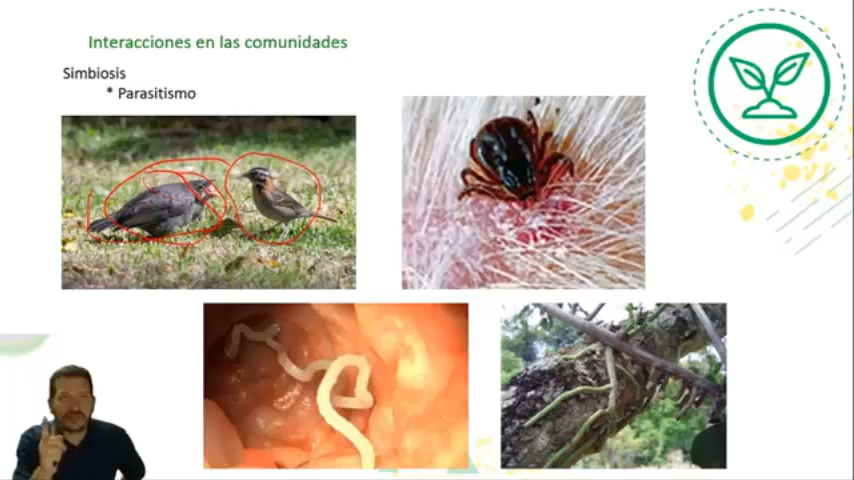 Interacciones en las comunidades
Simbiosis
* Parasitismo